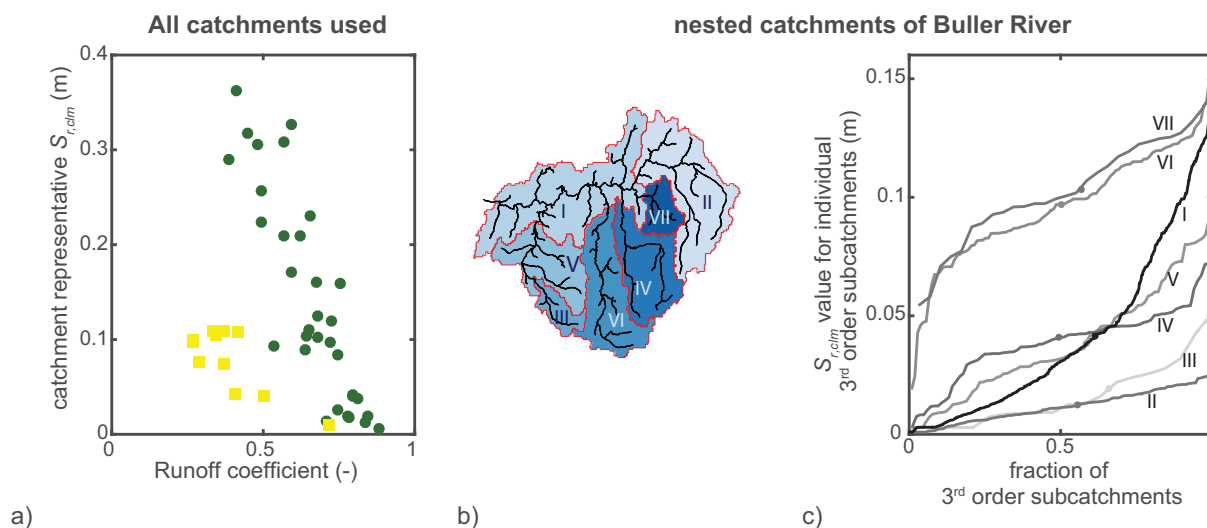 All catchments used
nested catchments of Buller River
catchment representative S_{r,clm} (m)
0.4
0.3
0.2
0.1
0
0
0.5
1
Runoff coefficient (-)
a)
I
II
VII
V
IV
III
VI
b)
S_{r,clm} value for individual
3rd order subcatchments (m)
0.15
0.1
0.05
0
0
0.5
VII
VI
I
V
IV
III
II
fraction of
3rd order subcatchments
c)